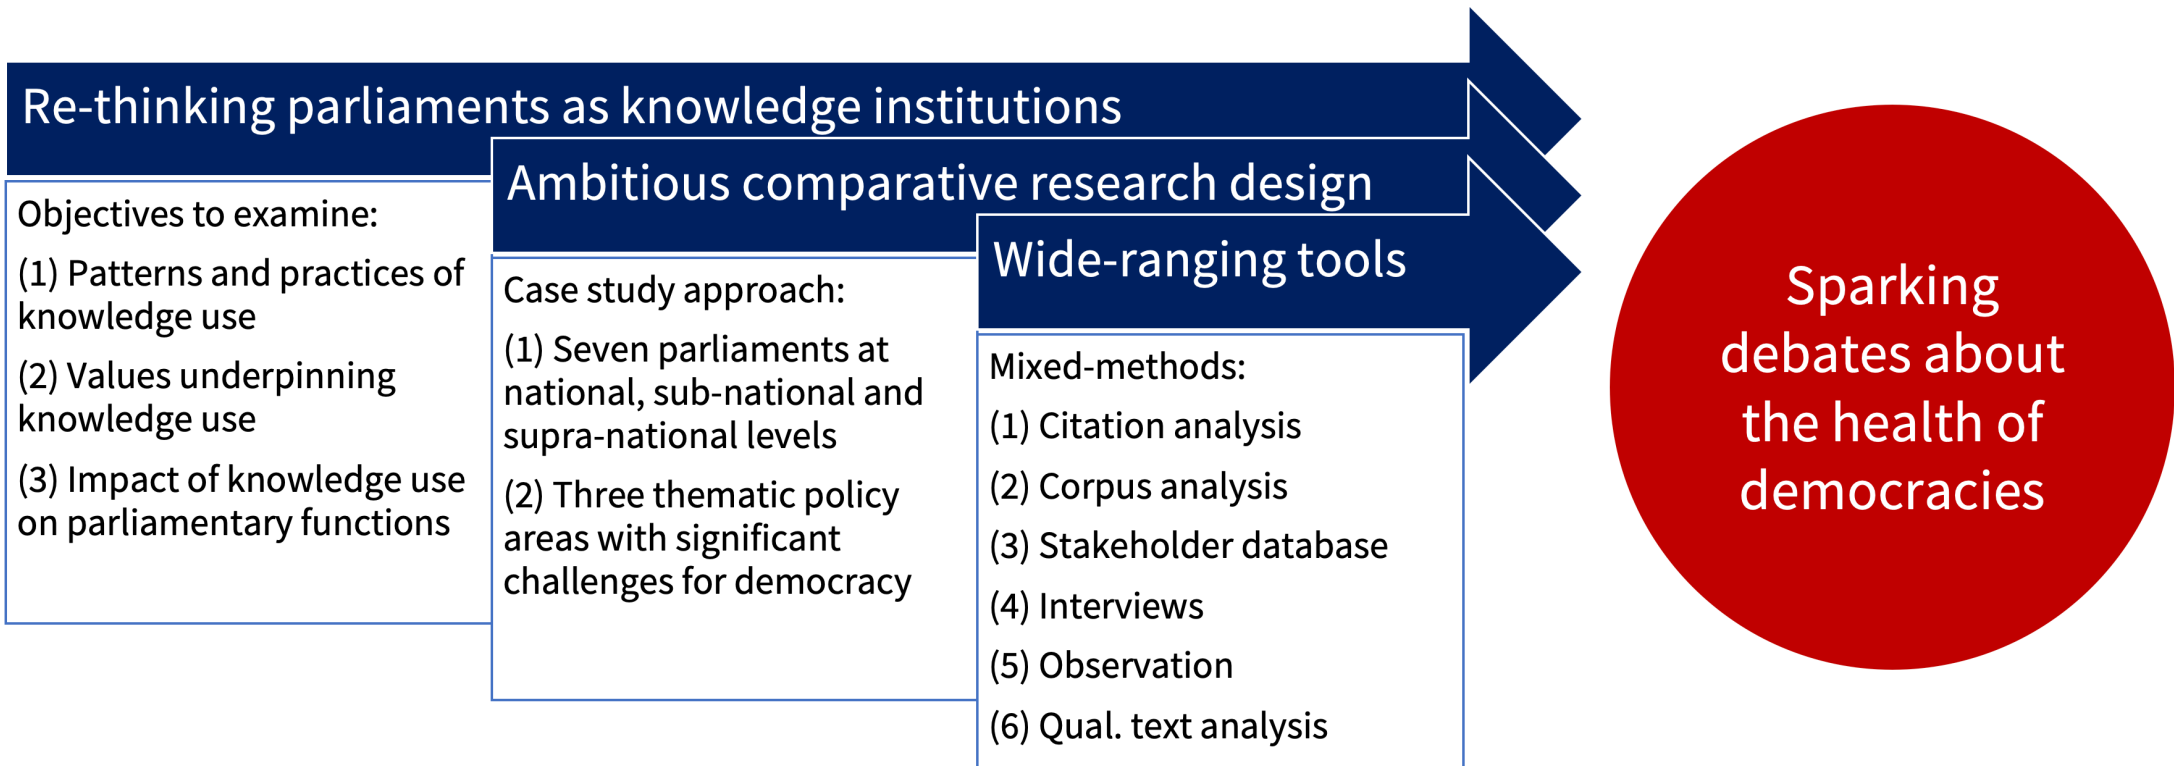 Re-thinking parliaments as knowledge institutions
Objectives to examine:
(1) Patterns and practices of
knowledge use
(2) Values underpinning
knowledge use
(3) Impact of knowledge use
on parliamentary functions
Ambitious comparative research design
Case study approach:
(1) Seven parliaments at
national, sub-national and
supra-national levels
(2) Three thematic policy
areas with significant
challenges for democracy
Wide-ranging tools
Mixed-methods:
(1) Citation analysis
(2) Corpus analysis
(3) Stakeholder database
(4) Interviews
(5) Observation
(6) Qual. text analysis
Sparking
debates about
the health of
democracies